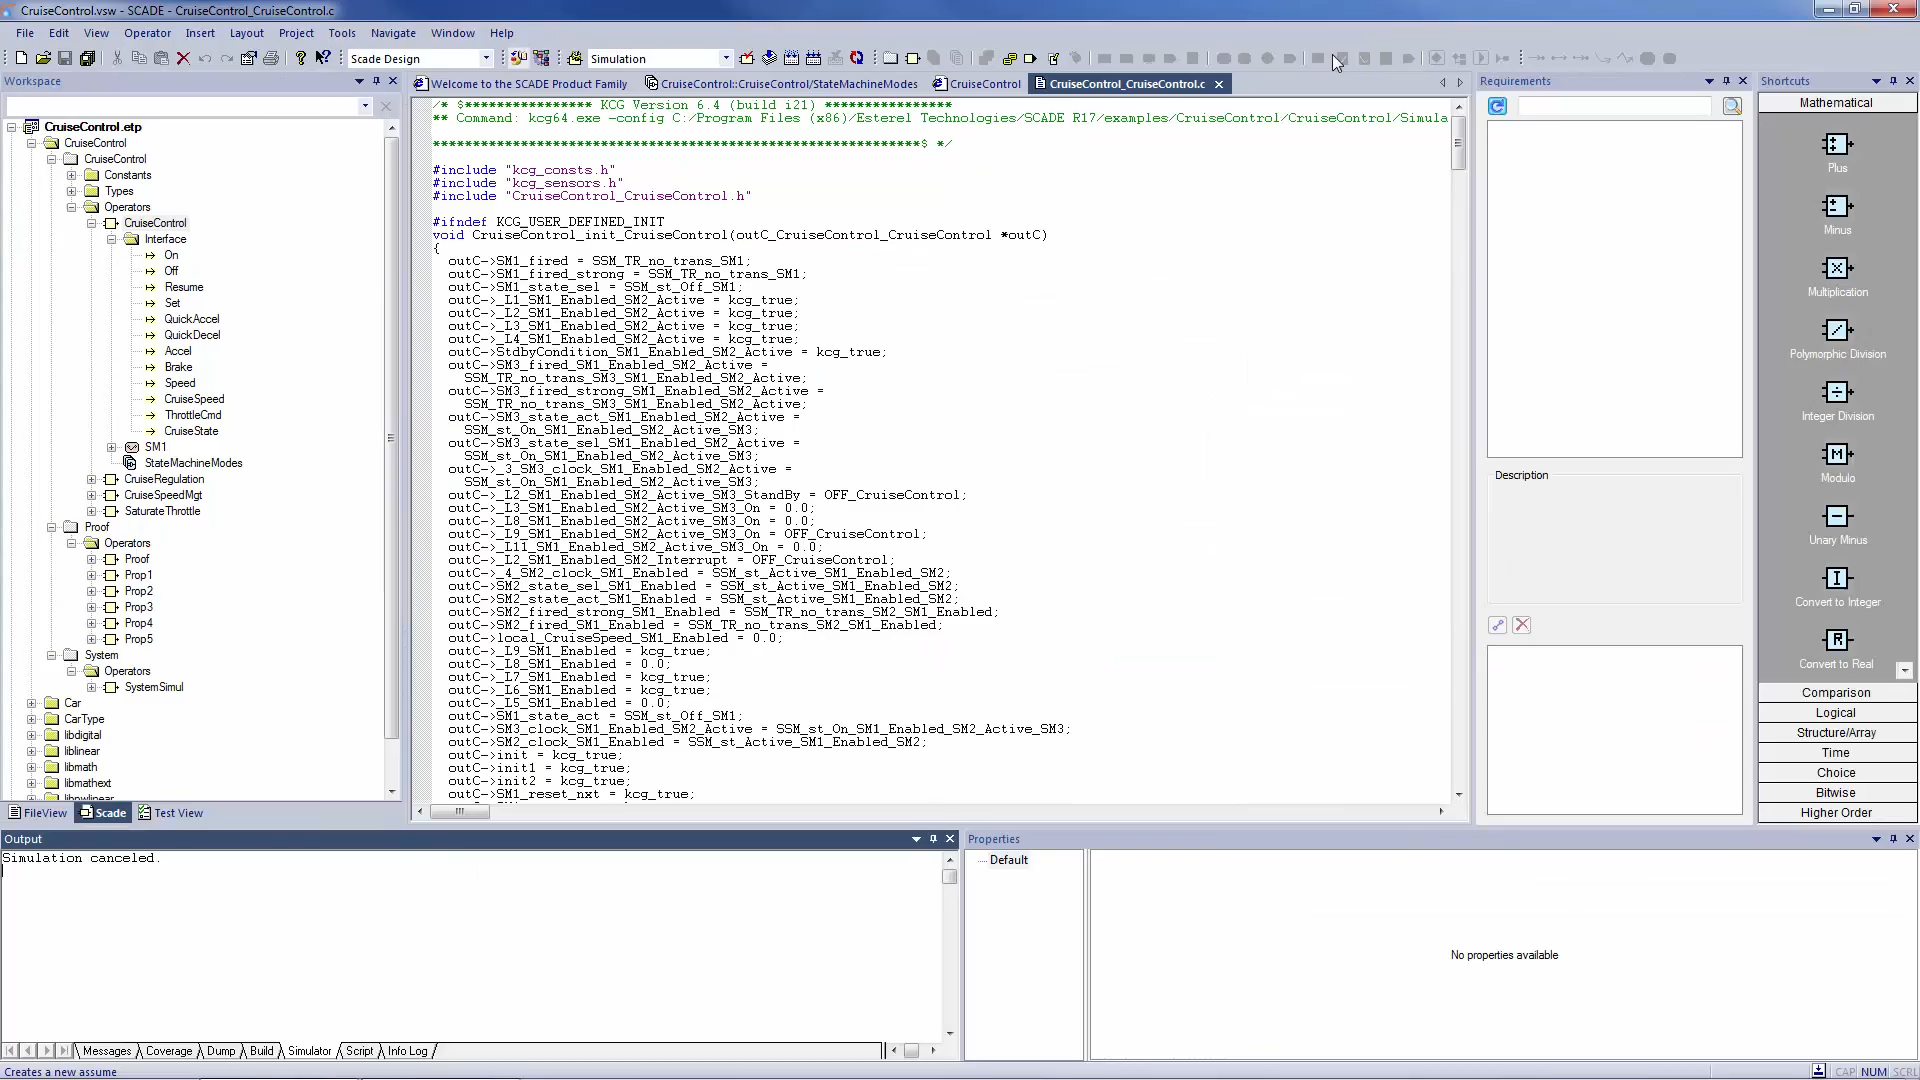 CruiseControl.vsw - SCADE - CruiseControl_CruiseControl.c
File Edit View Operator Insert Layout Project Tools Navigate Window Help
Scade Design
Simulation
Workspace
CruiseControl.etp
CruiseControl
CruiseControl
Constants
Types
Operators
CruiseControl
Interface
On
Off
Resume
Set
QuickAccel
QuickDecel
Accel
Brake
Speed
CruiseSpeed
ThrottleCmd
CruiseState
SM1
StateMachineModes
CruiseRegulation
CruiseSpeedMgt
SaturateThrottle
Proof
Operators
Proof
Prop1
Prop2
Prop3
Prop4
Prop5
System
Operators
SystemSimul
Car
CarType
libdigital
liblinear
libmath
libmathext
libpwlinear
FileView Scade Test View
Welcome to the SCADE Product Family CruiseControl::CruiseControl/StateMachineModes CruiseControl CruiseControl_CruiseControl.c
/* $**************** KCG Version 6.4 (build i21) ****************
** Command: kcg64.exe -config C:/Program Files (x86)/Esterel Technologies/SCADE R17/examples/CruiseControl/CruiseControl/Simula
*************************************************************$ */
#include "kcg_consts.h"
#include "kcg_sensors.h"
#include "CruiseControl_CruiseControl.h"
#ifndef KCG_USER_DEFINED_INIT
void CruiseControl_init_CruiseControl(outC_CruiseControl_CruiseControl *outC)
{
outC->SM1_fired = SSM_TR_no_trans_SM1;
outC->SM1_fired_strong = SSM_TR_no_trans_SM1;
outC->SM1_state_sel = SSM_st_Off_SM1;
outC->_L1_SM1_Enabled_SM2_Active = kcg_true;
outC->_L2_SM1_Enabled_SM2_Active = kcg_true;
outC->_L3_SM1_Enabled_SM2_Active = kcg_true;
outC->_L4_SM1_Enabled_SM2_Active = kcg_true;
outC->StdbyCondition_SM1_Enabled_SM2_Active = kcg_true;
outC->SM3_fired_SM1_Enabled_SM2_Active =
SSM_TR_no_trans_SM3_SM1_Enabled_SM2_Active;
outC->SM3_fired_strong_SM1_Enabled_SM2_Active =
SSM_TR_no_trans_SM3_SM1_Enabled_SM2_Active;
outC->SM3_state_act_SM1_Enabled_SM2_Active =
SSM_st_On_SM1_Enabled_SM2_Active_SM3;
outC->SM3_state_sel_SM1_Enabled_SM2_Active =
SSM_st_On_SM1_Enabled_SM2_Active_SM3;
outC->_3_SM3_clock_SM1_Enabled_SM2_Active =
SSM_st_On_SM1_Enabled_SM2_Active_SM3;
outC->_L2_SM1_Enabled_SM2_Active_SM3_StandBy = OFF_CruiseControl;
outC->_L3_SM1_Enabled_SM2_Active_SM3_On = 0.0;
outC->_L8_SM1_Enabled_SM2_Active_SM3_On = 0.0;
outC->_L9_SM1_Enabled_SM2_Active_SM3_On = OFF_CruiseControl;
outC->_L11_SM1_Enabled_SM2_Active_SM3_On = 0.0;
outC->_L2_SM1_Enabled_SM2_Interrupt = OFF_CruiseControl;
outC->_4_SM2_clock_SM1_Enabled = SSM_st_Active_SM1_Enabled_SM2;
outC->SM2_state_sel_SM1_Enabled = SSM_st_Active_SM1_Enabled_SM2;
outC->SM2_state_act_SM1_Enabled = SSM_st_Active_SM1_Enabled_SM2;
outC->SM2_fired_strong_SM1_Enabled = SSM_TR_no_trans_SM2_SM1_Enabled;
outC->SM2_fired_SM1_Enabled = SSM_TR_no_trans_SM2_SM1_Enabled;
outC->local_CruiseSpeed_SM1_Enabled = 0.0;
outC->_L9_SM1_Enabled = kcg_true;
outC->_L8_SM1_Enabled = 0.0;
outC->_L7_SM1_Enabled = kcg_true;
outC->_L6_SM1_Enabled = kcg_true;
outC->_L5_SM1_Enabled = 0.0;
outC->SM1_state_act = SSM_st_Off_SM1;
outC->SM3_clock_SM1_Enabled_SM2_Active = SSM_st_On_SM1_Enabled_SM2_Active_SM3;
outC->SM2_clock_SM1_Enabled = SSM_st_Active_SM1_Enabled_SM2;
outC->init = kcg_true;
outC->init1 = kcg_true;
outC->init2 = kcg_true;
outC->SM1_reset_nxt = kcg_true;
Requirements
Description
Shortcuts
Mathematical
Plus
Minus
Multiplication
Polymorphic Division
Integer Division
Modulo
Unary Minus
Convert to Integer
Convert to Real
Comparison
Logical
Structure/Array
Time
Choice
Bitwise
Higher Order
Output
Simulation canceled.
Messages Coverage Dump Build Simulator Script Info Log
Properties
Default
No properties available
Creates a new assume
CAP NUM SCRL